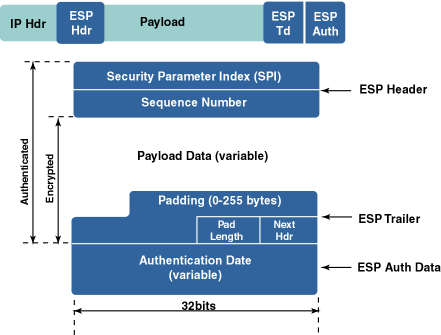 IP Hdr
ESP
Hdr
Payload
ESP
Td
ESP
Auth
Security Parameter Index (SPI)
Sequence Number
ESP Header
Authenticated
Encrypted
Payload Data (variable)
Padding (0-255 bytes)
Pad
Length
Next
Hdr
ESP Trailer
Authentication Date
(variable)
ESP Auth Data
32bits